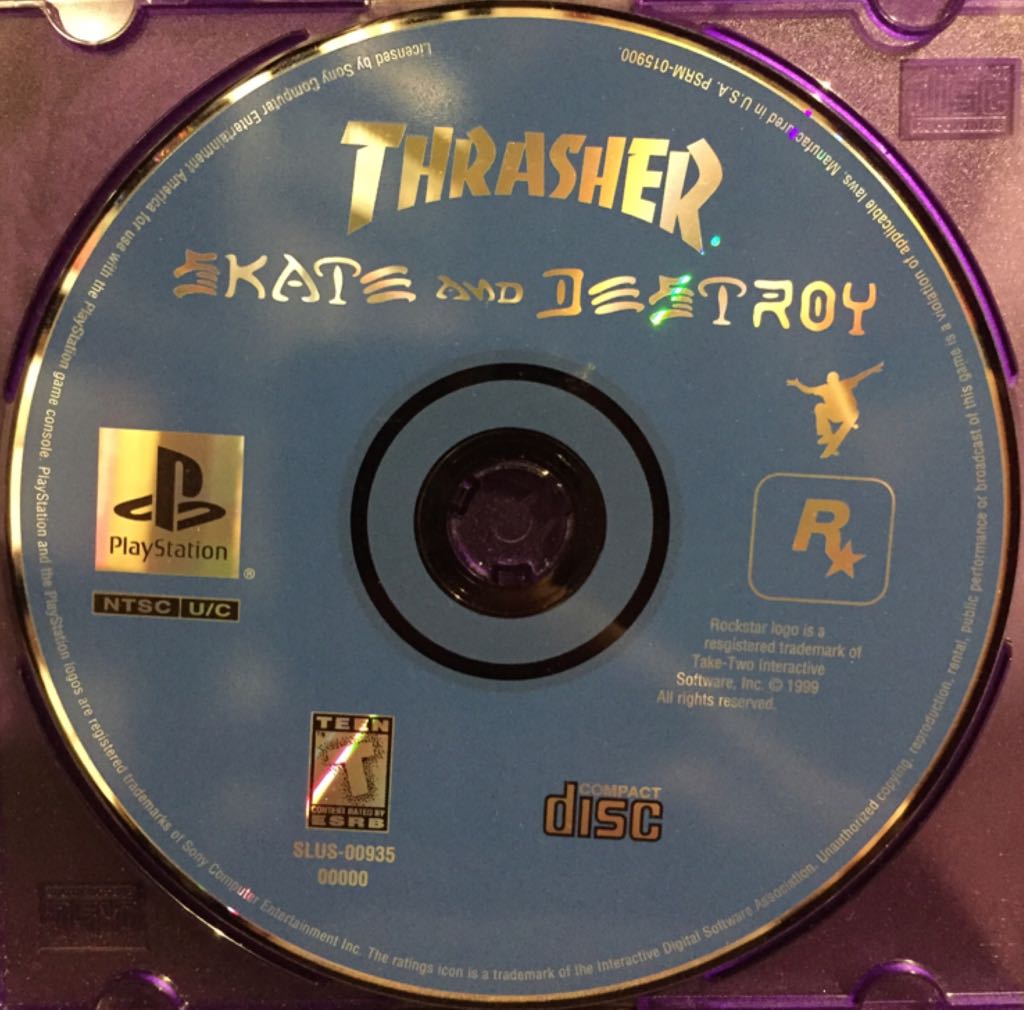 THRASHER
SKATE AND DESTROY
PlayStation
®
NTSC U/C
R
Rockstar logo is a
resgistered trademark of
Take-Two Interactive
Software, Inc. © 1999
All rights reserved.
TEEN
T
CONTENT RATED BY
ESRB
SLUS-00935
00000
COMPACT
disc
Licensed by Sony Computer Entertainment America for use with the PlayStation game console. PlayStation and the PlayStation logos are registered trademarks of Sony Computer Entertainment Inc. The ratings icon is a trademark of the Interactive Digital Software Association. Unauthorized copying, reproduction, rental, public performance or broadcast of this game is a violation of applicable laws. Manufactured in U.S.A. PSRM-015900.